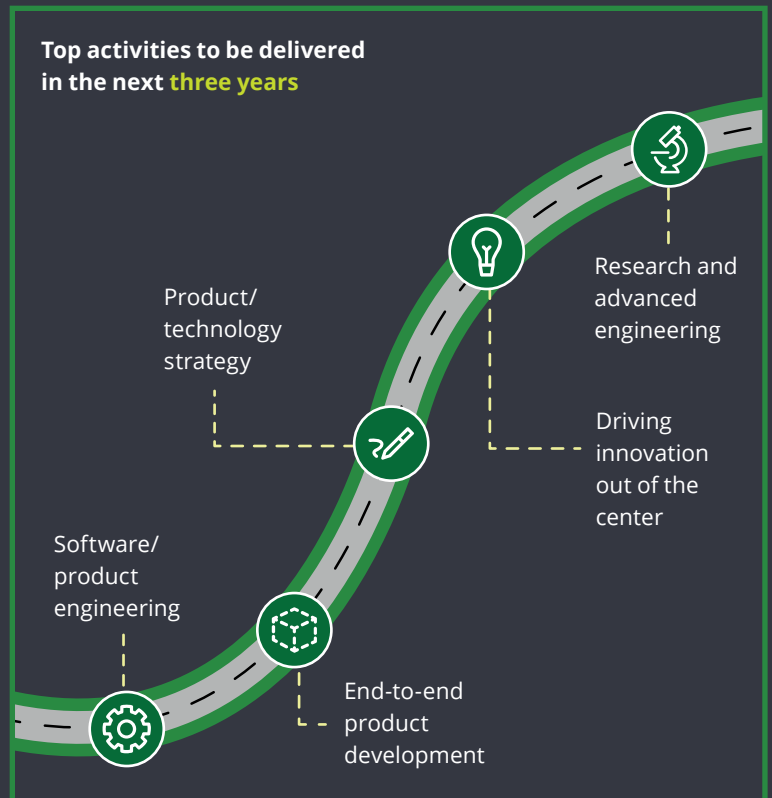 Top activities to be delivered
in the next three years
Software/
product
engineering
End-to-end
product
development
Product/
technology
strategy
Driving
innovation
out of the
center
Research and
advanced
engineering